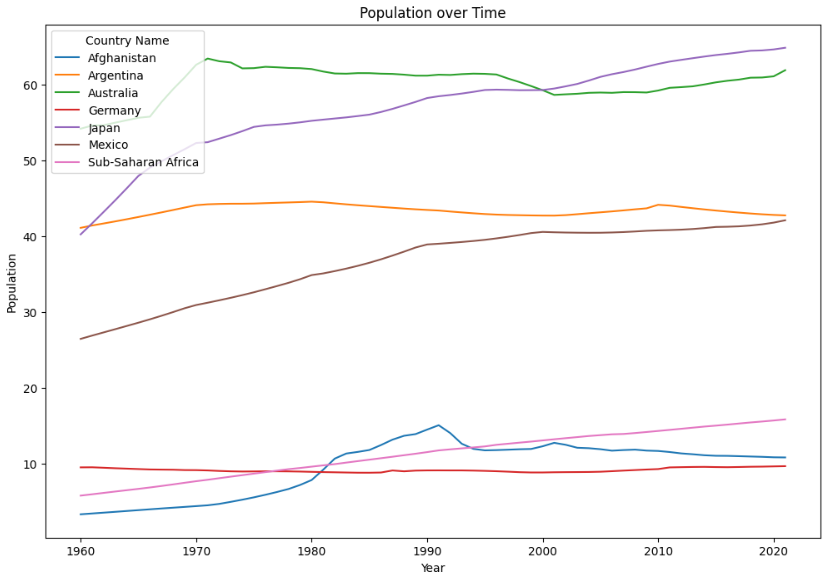 Population over Time
Country Name
Afghanistan
Argentina
Australia
Germany
Japan
Mexico
Sub-Saharan Africa
Population
60
50
40
30
20
10
1960
1970
1980
1990
2000
2010
2020
Year